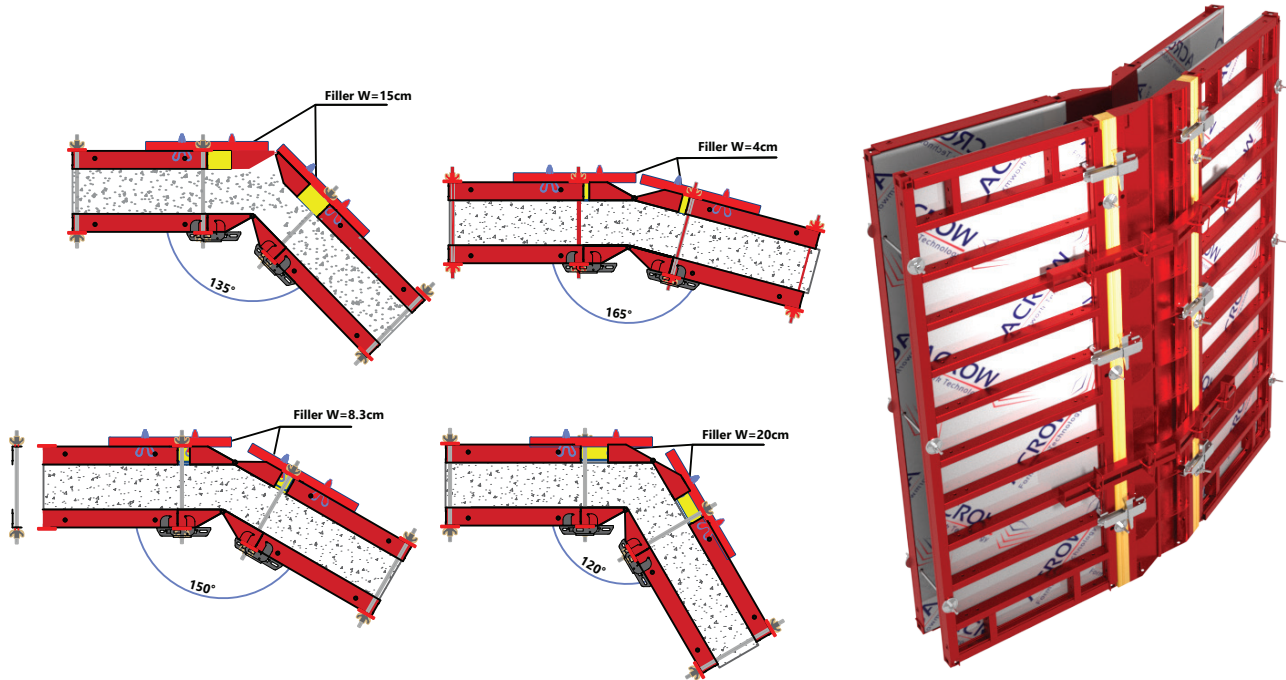 Filler W=15cm
135°
Filler W=4cm
165°
Filler W=8.3cm
150°
Filler W=20cm
120°
ACROW
ACROW
ACROW
ACROW